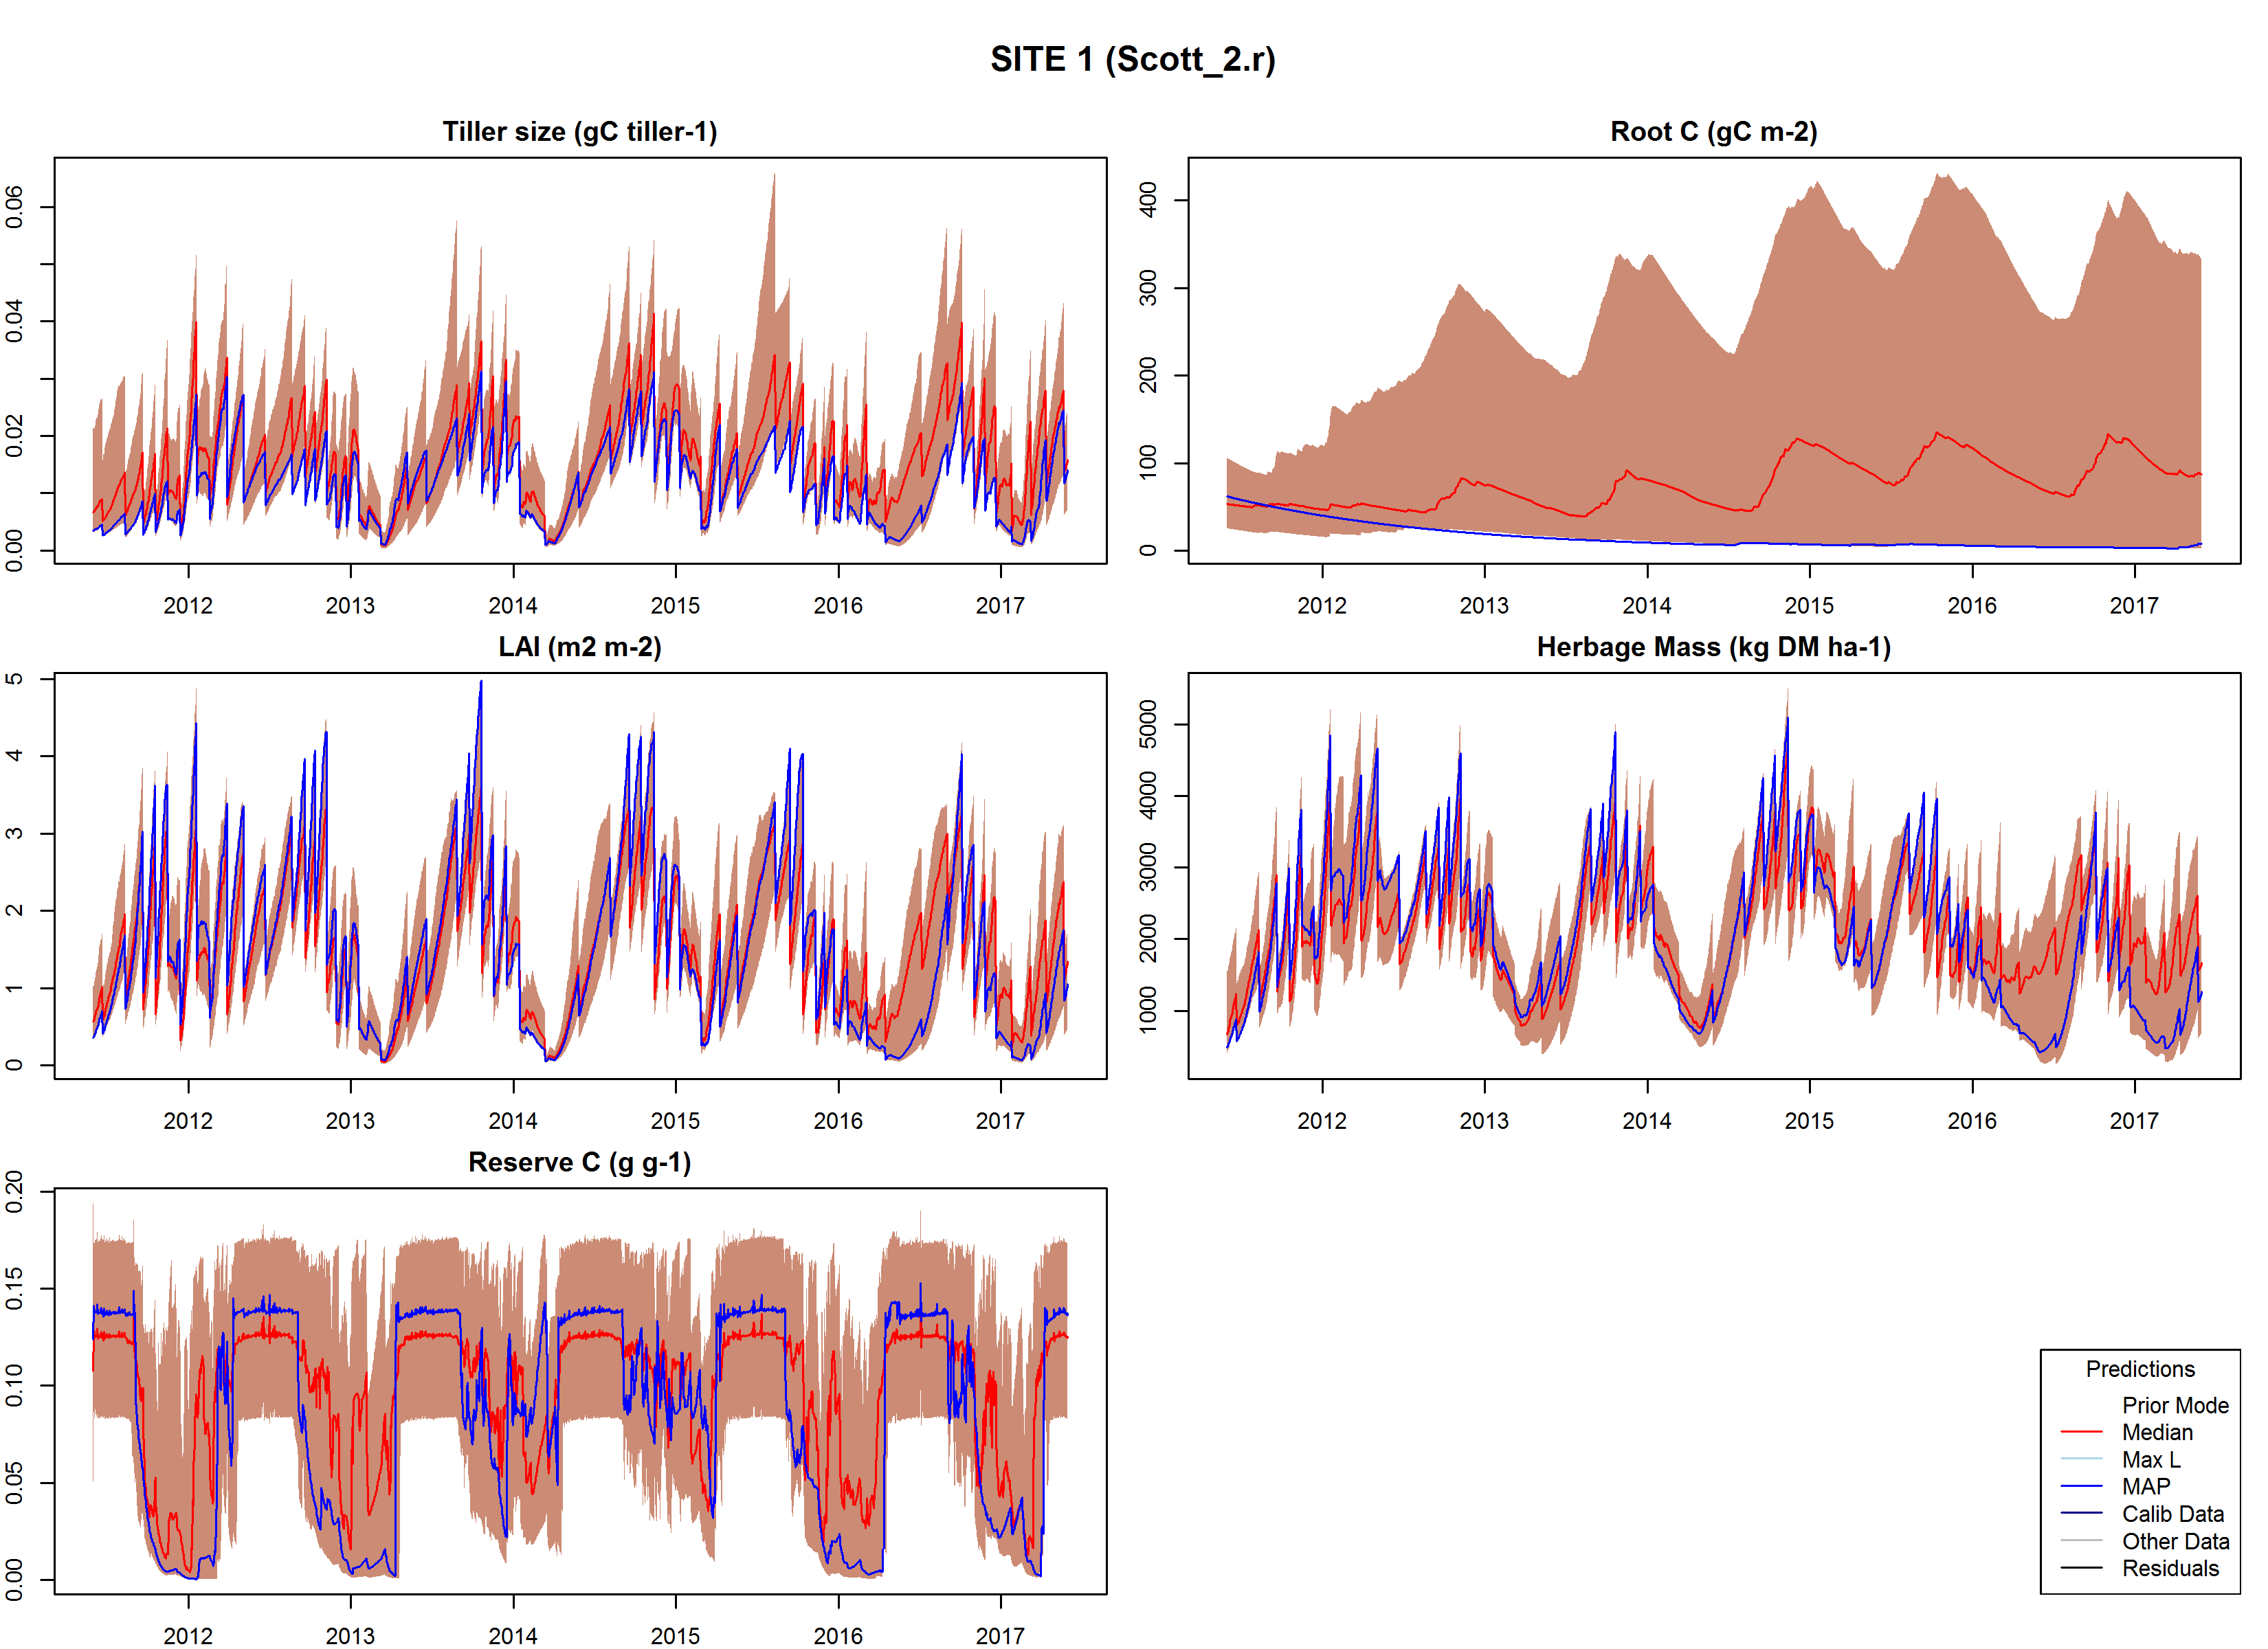 SITE 1 (Scott_2.r)
Tiller size (gC tiller-1)
0.00 0.02 0.04 0.06
2012 2013 2014 2015 2016 2017
Root C (gC m-2)
0 100 200 300 400
2012 2013 2014 2015 2016 2017
LAI (m2 m-2)
0 1 2 3 4 5
2012 2013 2014 2015 2016 2017
Herbage Mass (kg DM ha-1)
1000 2000 3000 4000 5000
2012 2013 2014 2015 2016 2017
Reserve C (g g-1)
0.00 0.05 0.10 0.15 0.20
2012 2013 2014 2015 2016 2017
Predictions
Prior Mode
Median
Max L
MAP
Calib Data
Other Data
Residuals